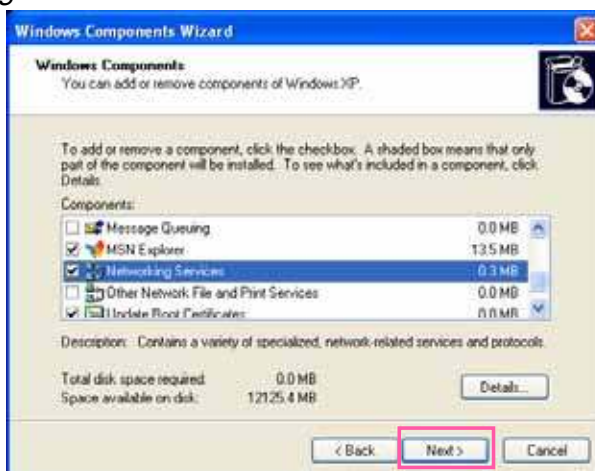 Windows Components Wizard
Windows Components
You can add or remove components of Windows XP.
To add or remove a component, click the checkbox. A shaded box means that only
part of the component will be installed. To see what's included in a component, click
Details.
Components:
Message Queuing 0.0 MB
MSN Explorer 13.5 MB
Networking Services 0.3 MB
Other Network File and Print Services 0.0 MB
Update Root Certificates 0.0 MB
Description: Contains a variety of specialized, network-related services and protocols.
Total disk space required: 0.0 MB
Space available on disk: 12125.4 MB
Details...
< Back Next > Cancel